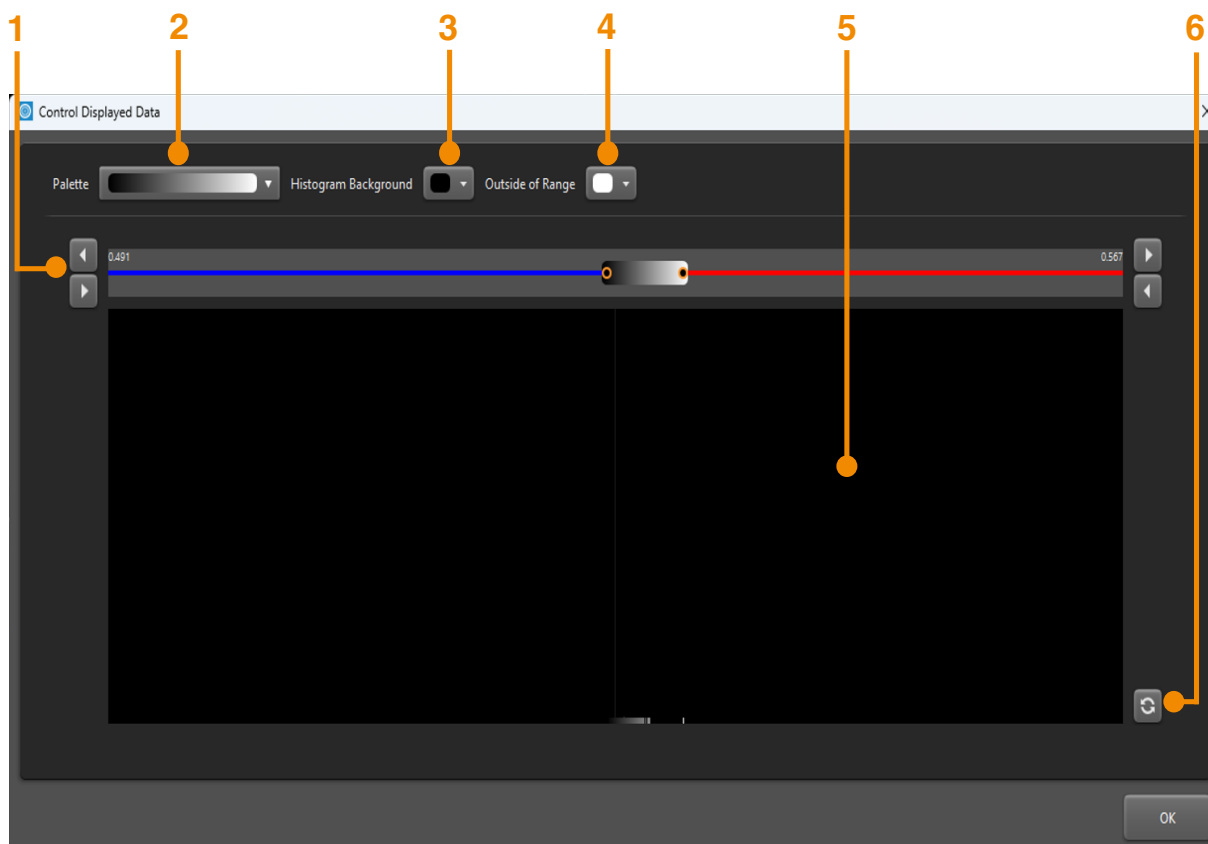 1 2 3 4 5 6
Control Displayed Data
Palette Histogram Background Outside of Range
0.491 0.567
OK